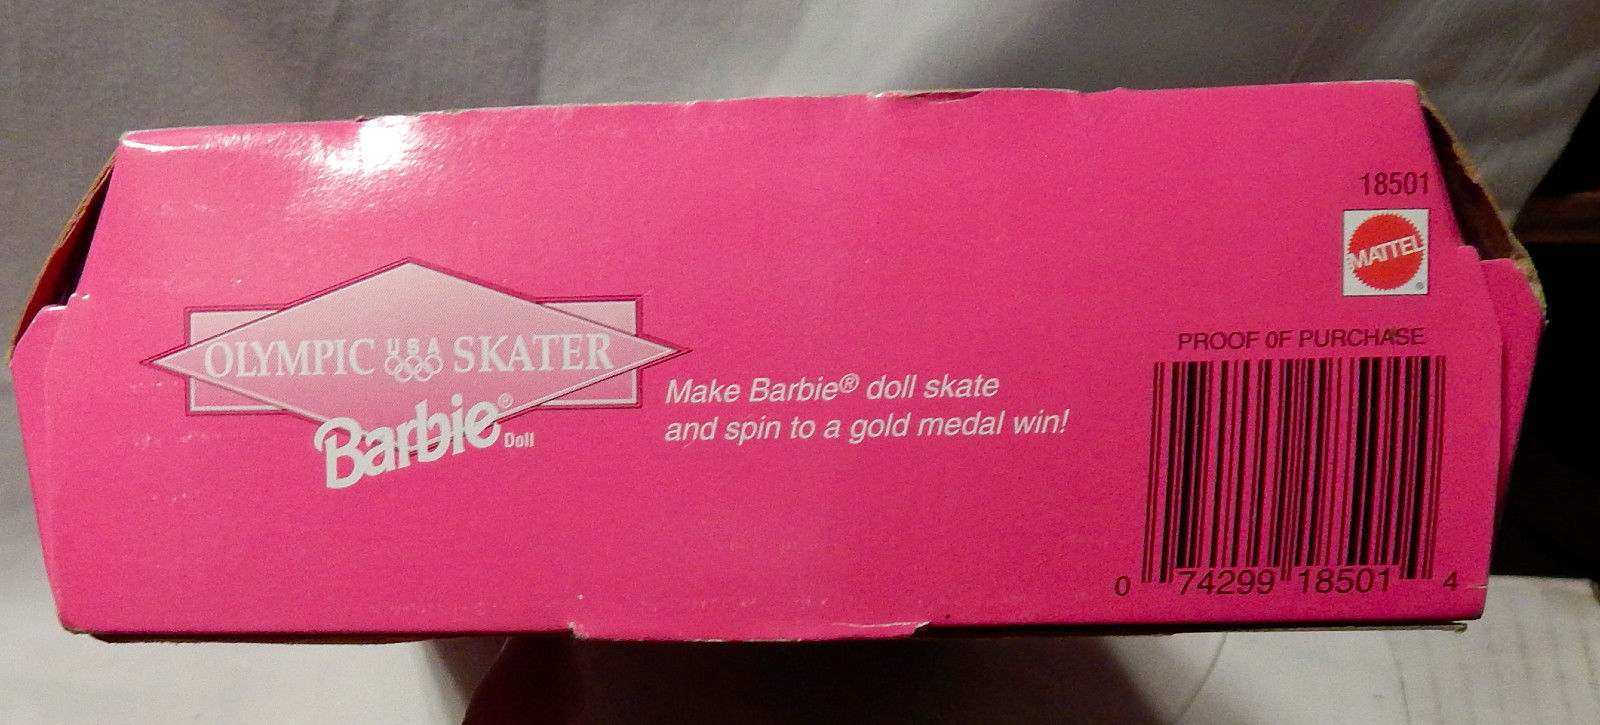 18501
MATTEL
®
PROOF OF PURCHASE
OLYMPIC USA SKATER
Barbie®
Doll
Make Barbie® doll skate
and spin to a gold medal win!
0 74299 18501 4